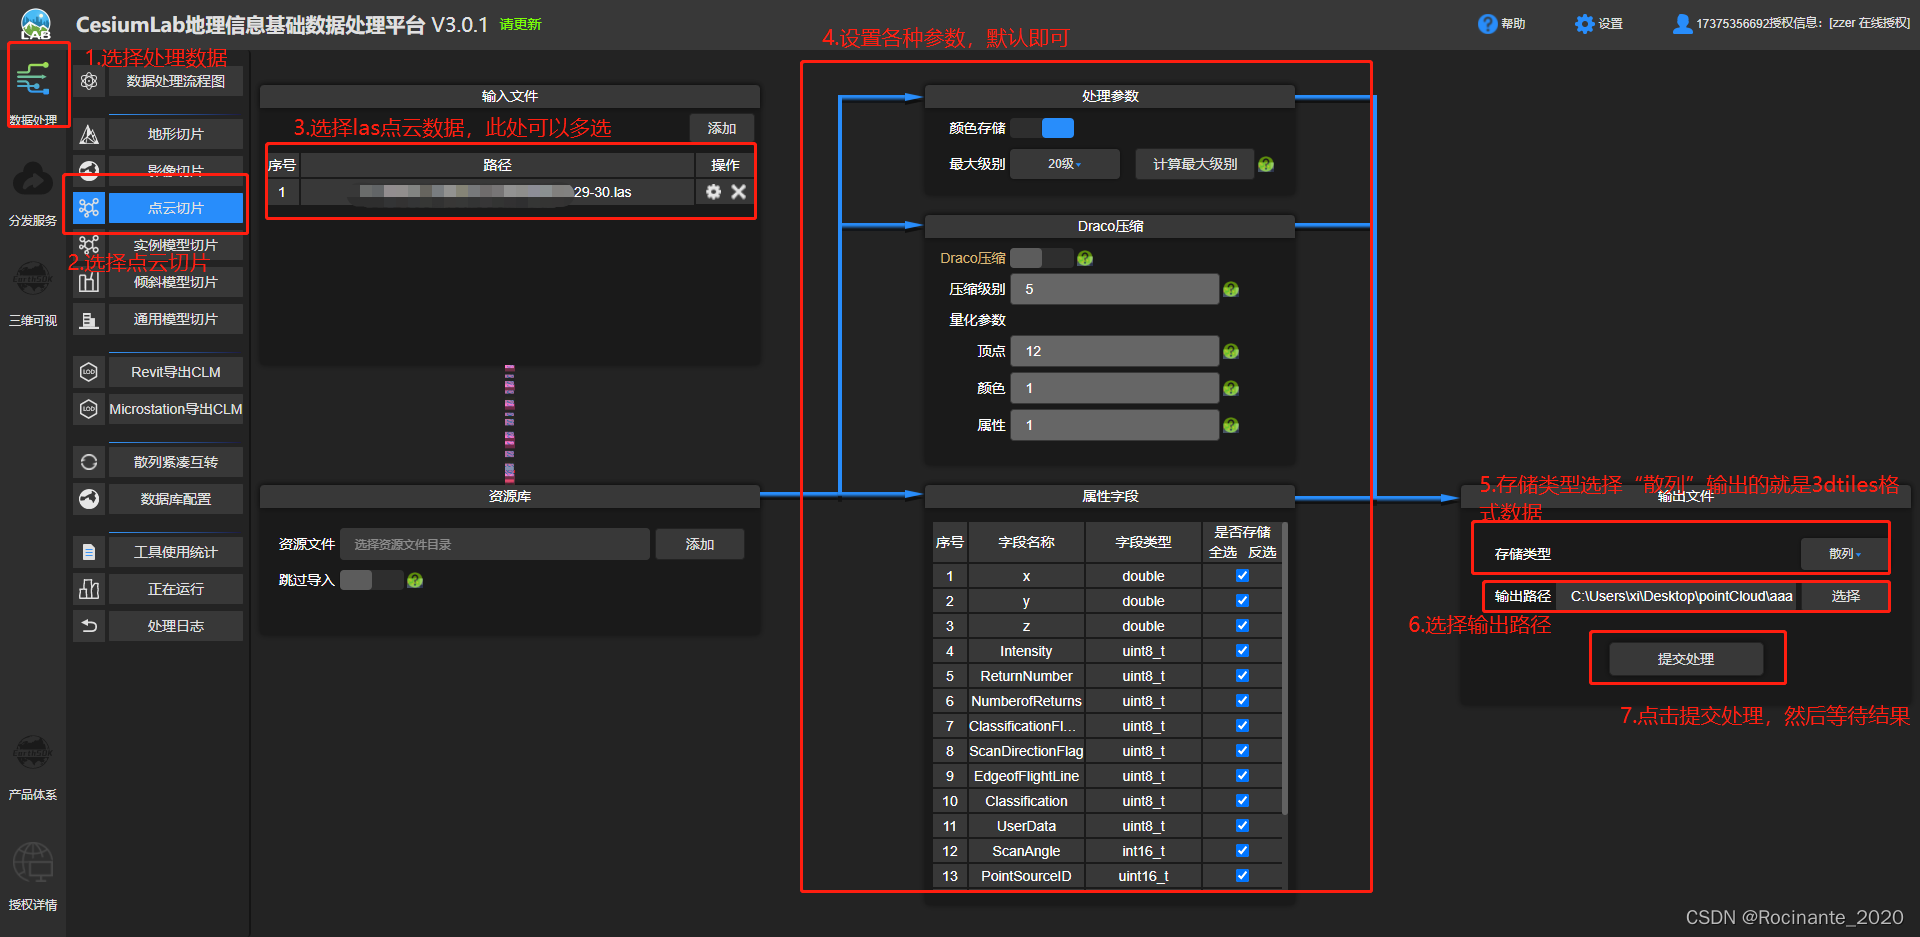 CesiumLab地理信息基础数据处理平台 V3.0.1 请更新
帮助
设置
17375356692授权信息：[zzer 在线授权]
LAB
1.选择处理数据
4.设置各种参数，默认即可
数据处理
分发服务
三维可视
产品体系
授权详情
数据处理流程图
地形切片
影像切片
点云切片
实例模型切片
2.选择点云切片
倾斜模型切片
通用模型切片
Revit导出CLM
Microstation导出CLM
散列紧凑互转
数据库配置
工具使用统计
正在运行
处理日志
输入文件
3.选择las点云数据，此处可以多选
添加
序号 路径 操作
1 29-30.las
资源库
资源文件 选择资源文件目录 添加
跳过导入
处理参数
颜色存储
最大级别 20级 计算最大级别
Draco压缩
Draco压缩
压缩级别 5
量化参数
顶点 12
颜色 1
属性 1
属性字段
序号 字段名称 字段类型 是否存储
全选 反选
1 x double
2 y double
3 z double
4 Intensity uint8_t
5 ReturnNumber uint8_t
6 NumberofReturns uint8_t
7 ClassificationFl... uint8_t
8 ScanDirectionFlag uint8_t
9 EdgeofFlightLine uint8_t
10 Classification uint8_t
11 UserData uint8_t
12 ScanAngle int16_t
13 PointSourceID uint16_t
5.存储类型选择“散列”输出的就是3dtiles格
式数据
输出文件
存储类型 散列
输出路径 C:\Users\xi\Desktop\pointCloud\aaa 选择
6.选择输出路径
提交处理
7.点击提交处理，然后等待结果
CSDN @Rocinante_2020